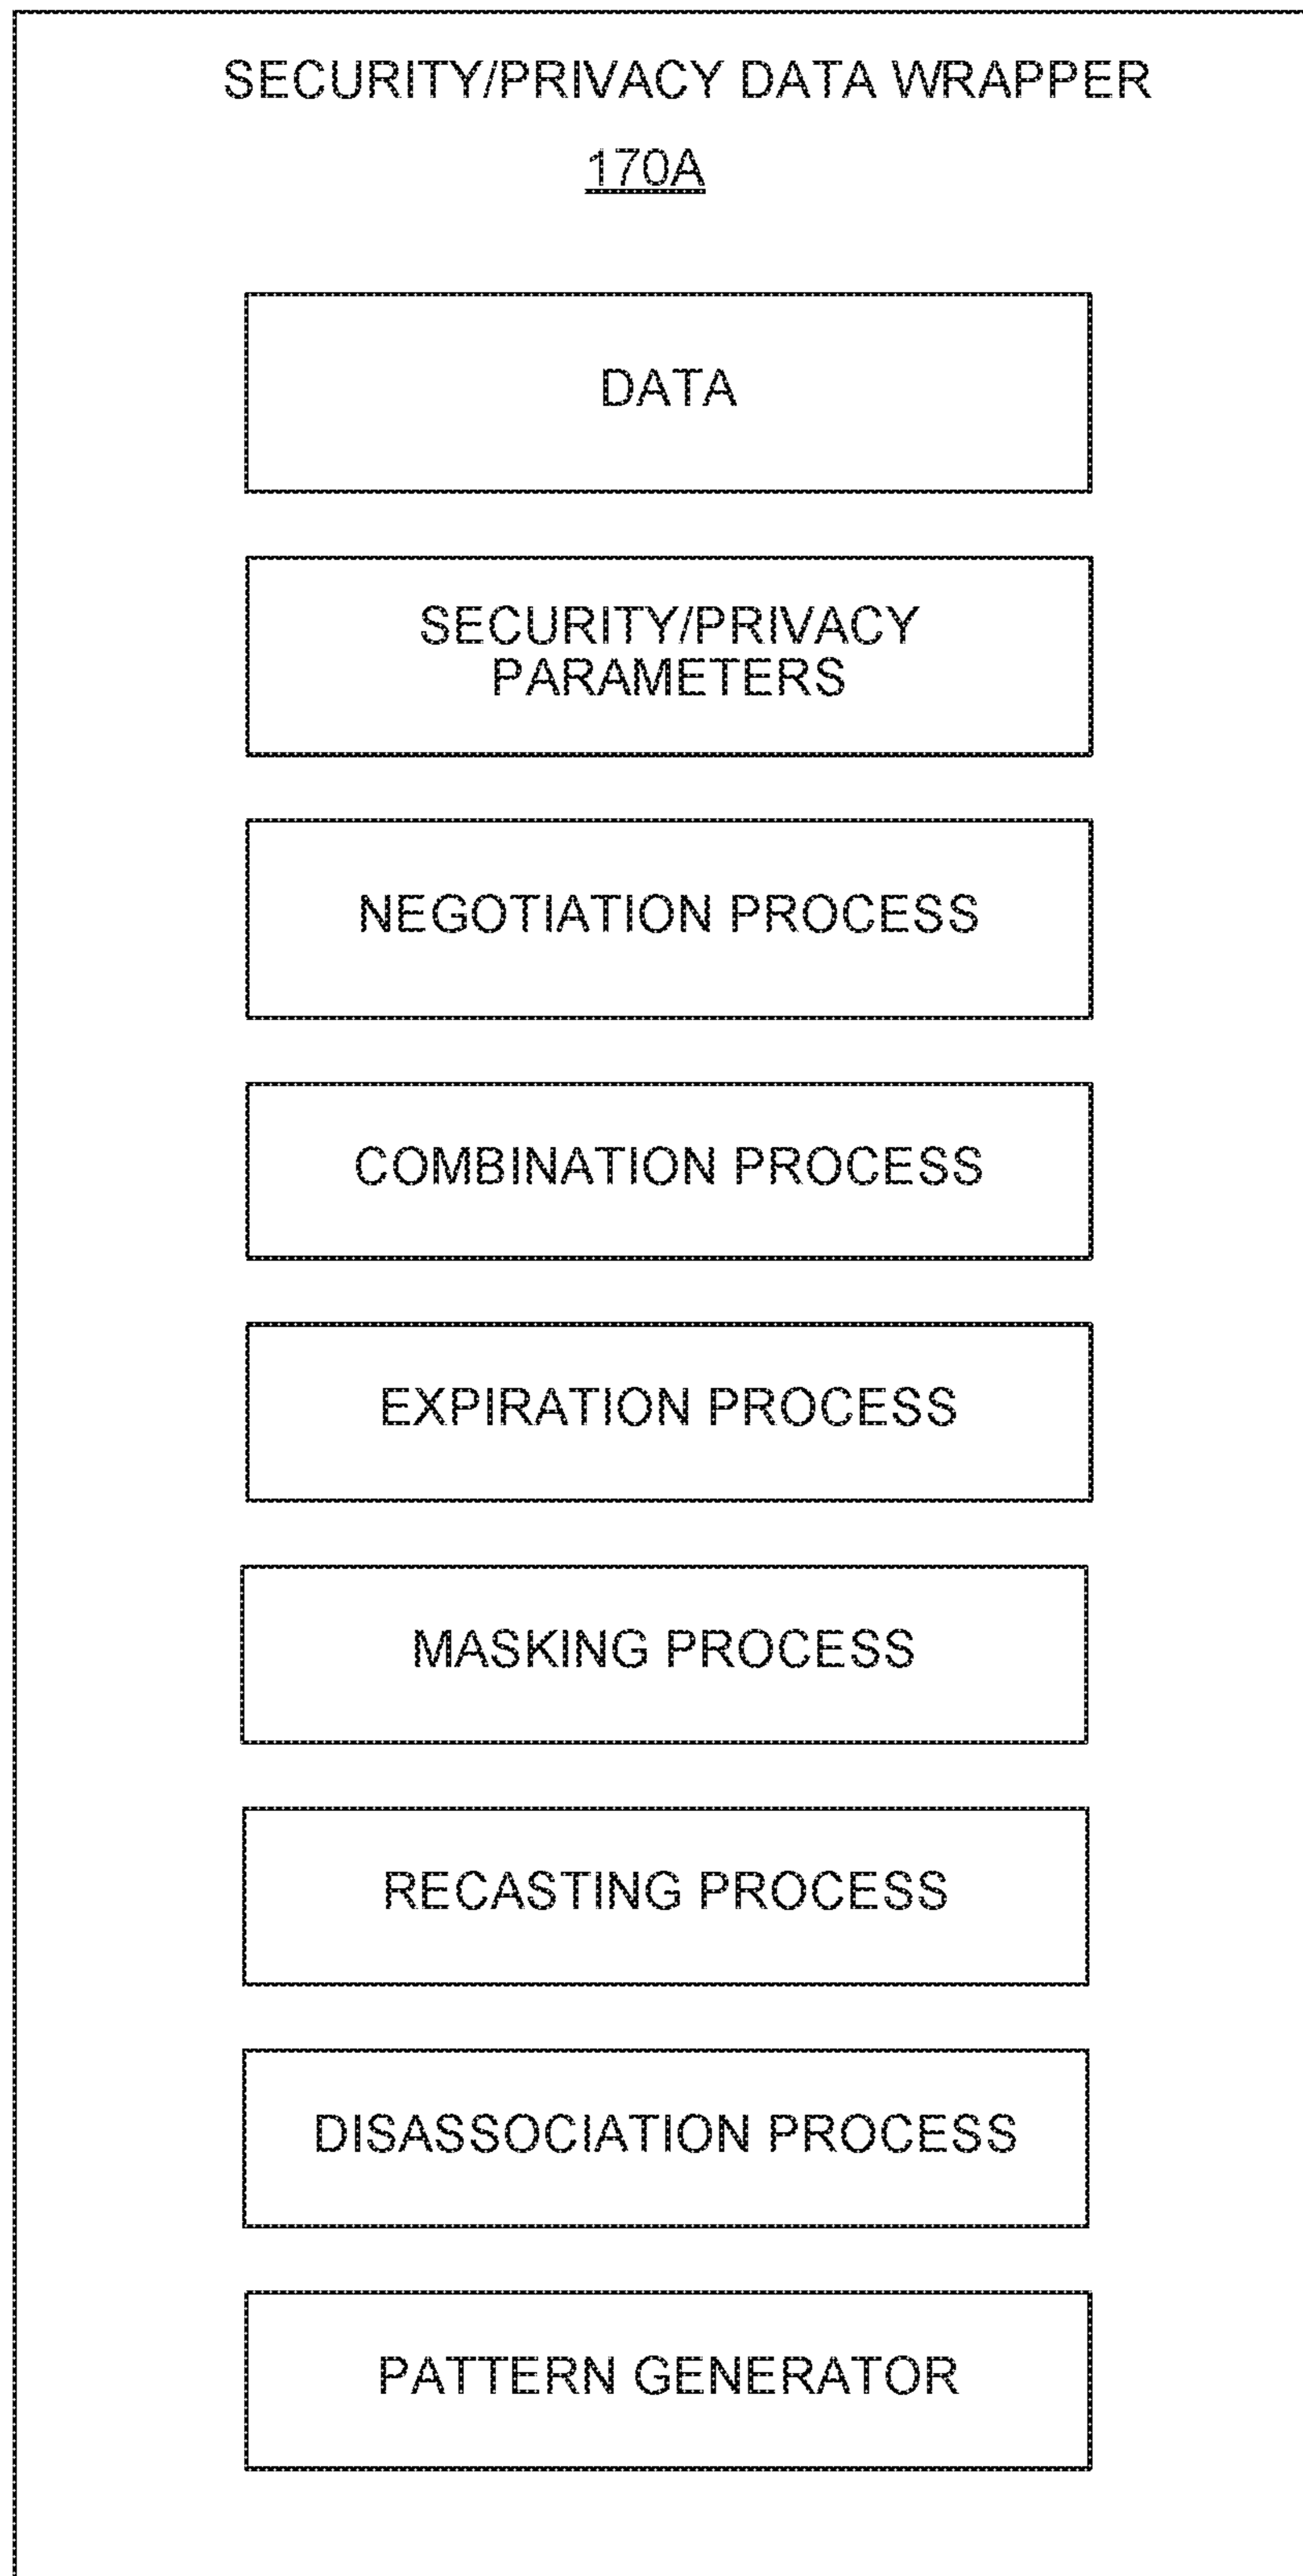 SECURITY/PRIVACY DATA WRAPPER
170A
DATA
SECURITY/PRIVACY
PARAMETERS
NEGOTIATION PROCESS
COMBINATION PROCESS
EXPIRATION PROCESS
MASKING PROCESS
RECASTING PROCESS
DISASSOCIATION PROCESS
PATTERN GENERATOR